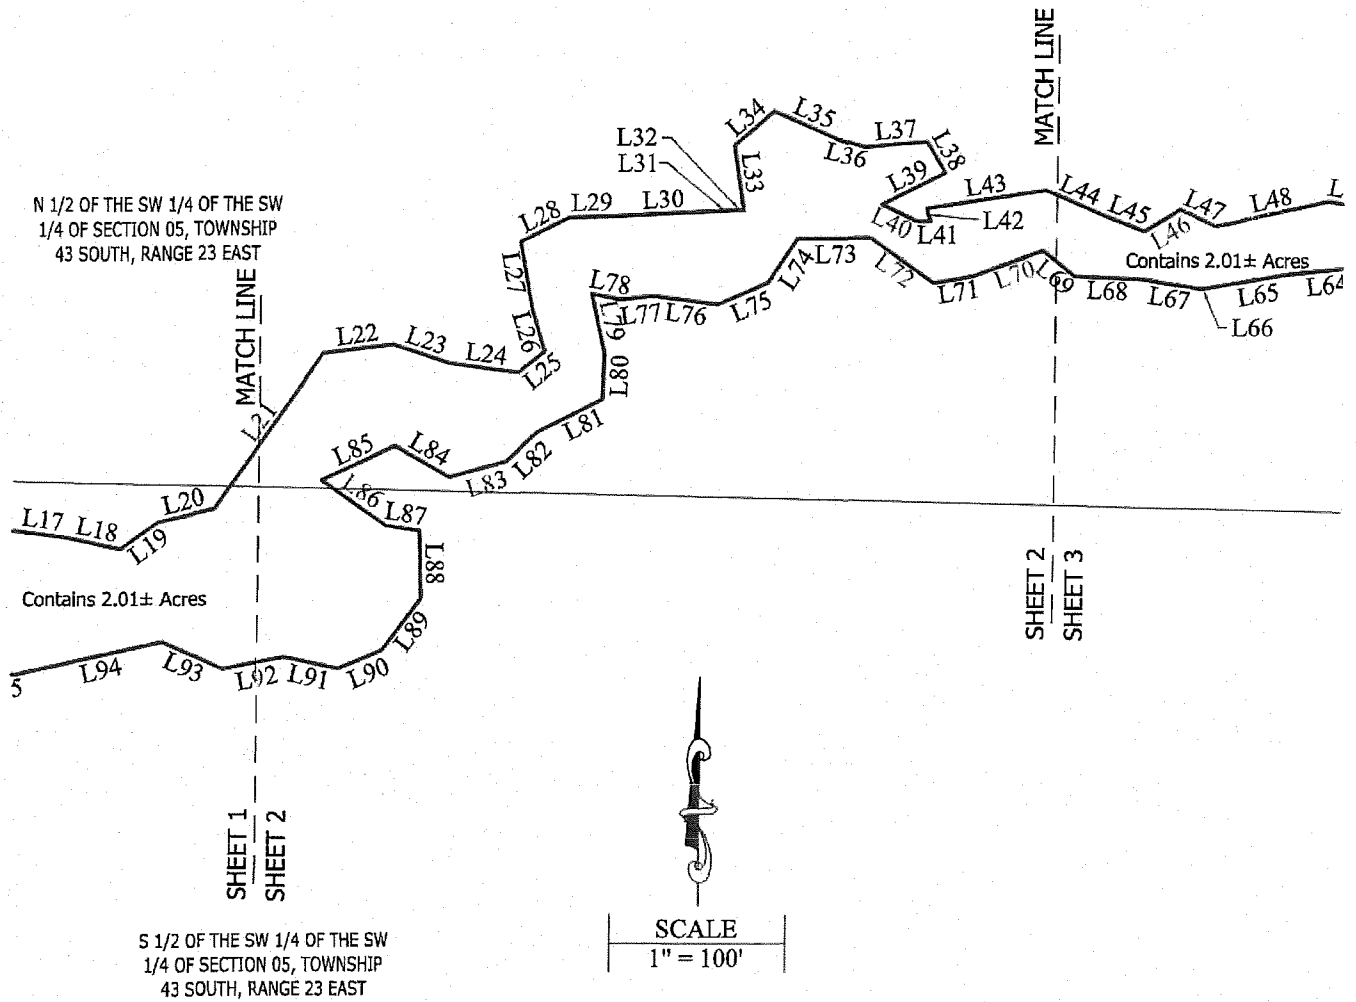 MATCH LINE
L34
L35
L32
L31
L33
L36
L37
L38
L39
L40
L41
L42
L43
L44
L45
L46
L47
L48
L
N 1/2 OF THE SW 1/4 OF THE SW
1/4 OF SECTION 05, TOWNSHIP
43 SOUTH, RANGE 23 EAST
L28
L29
L30
L27
L26
L25
MATCH LINE
L22
L23
L24
L21
L78
L79
L77
L76
L75
L74
L73
L72
L71
L70
L69
L68
L67
L66
L65
L64
Contains 2.01± Acres
L80
L81
L82
L83
L84
L85
L86
L87
L88
L89
L90
L91
L92
L93
L94
5
L17
L18
L19
L20
Contains 2.01± Acres
SHEET 2
SHEET 3
SHEET 1
SHEET 2
S 1/2 OF THE SW 1/4 OF THE SW
1/4 OF SECTION 05, TOWNSHIP
43 SOUTH, RANGE 23 EAST
SCALE
1" = 100'